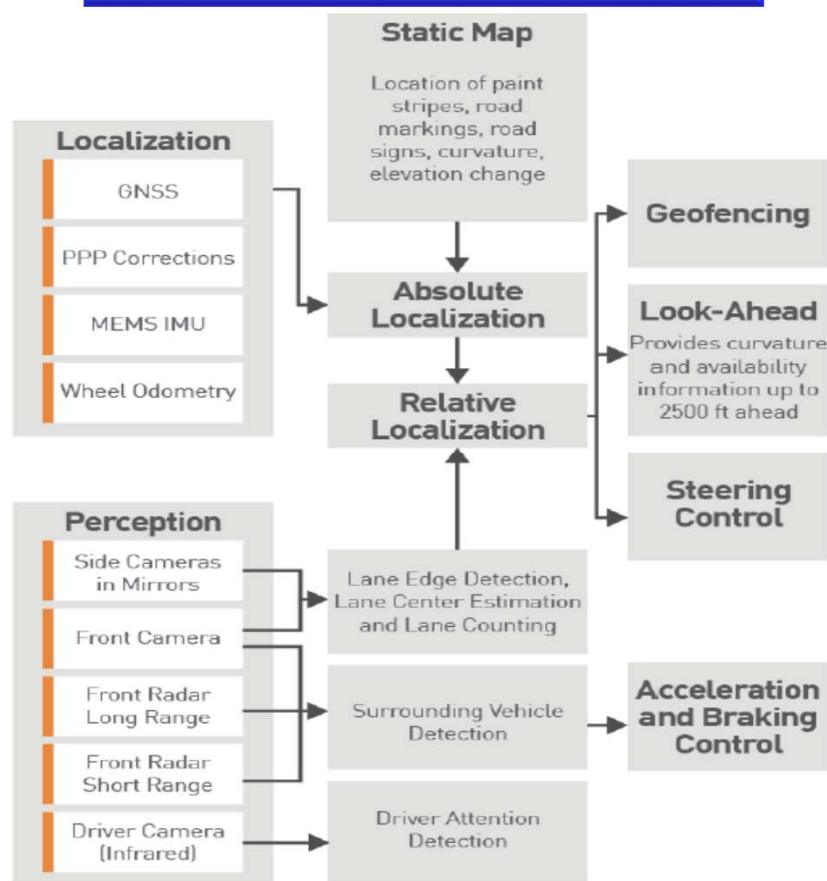 Static Map
Location of paint
stripes, road
markings, road
signs, curvature,
elevation change
Localization
GNSS
PPP Corrections
MEMS IMU
Wheel Odometry
Absolute
Localization
Relative
Localization
Geofencing
Look-Ahead
Provides curvature
and availability
information up to
2500 ft ahead
Steering
Control
Perception
Side Cameras
in Mirrors
Front Camera
Front Radar
Long Range
Front Radar
Short Range
Driver Camera
(Infrared)
Lane Edge Detection,
Lane Center Estimation
and Lane Counting
Surrounding Vehicle
Detection
Driver Attention
Detection
Acceleration
and Braking
Control